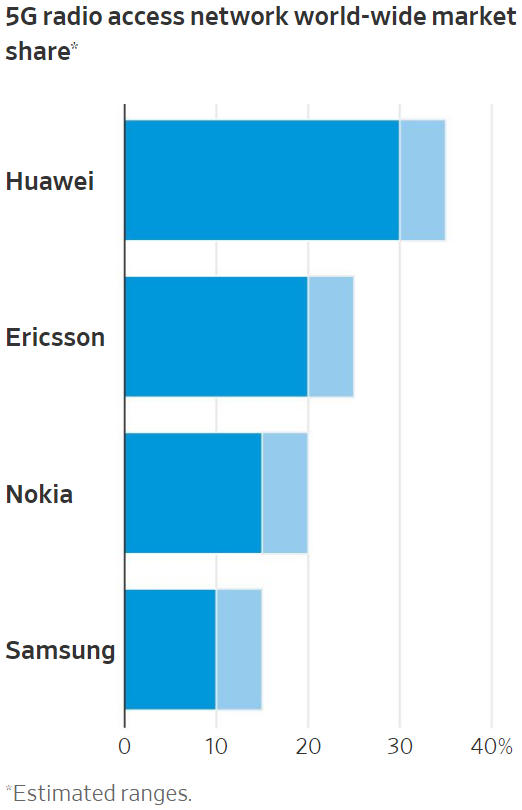 5G radio access network world-wide market
share*
Huawei
Ericsson
Nokia
Samsung
0 10 20 30 40%
*Estimated ranges.